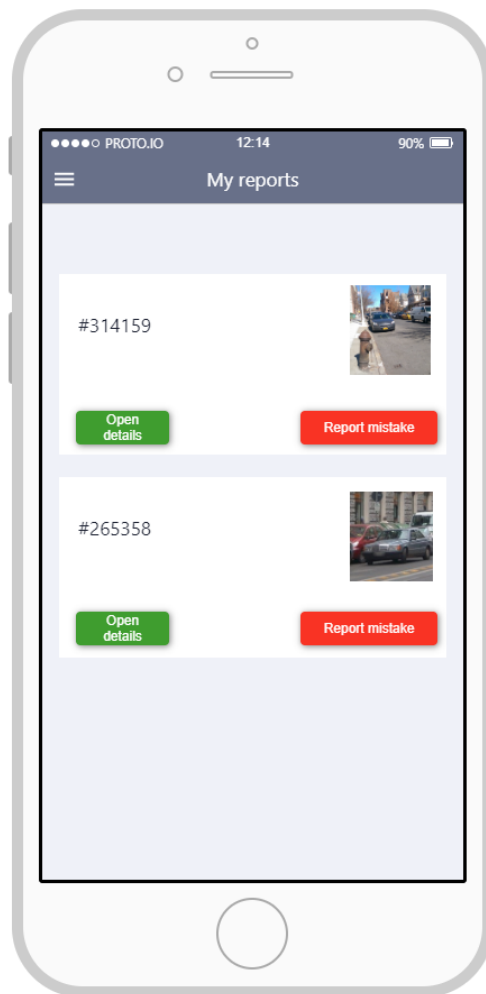 PROTO.IO 12:14 90%
My reports
#314159
Open
details
Report mistake
#265358
Open
details
Report mistake